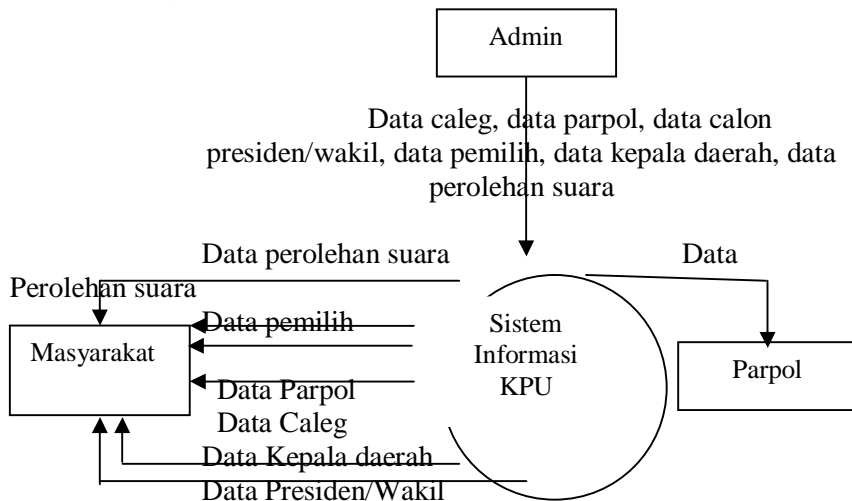 Admin
Data caleg, data parpol, data calon
presiden/wakil, data pemilih, data kepala daerah, data
perolehan suara
Data perolehan suara
Data
Perolehan suara
Data pemilih
Masyarakat
Sistem
Informasi
KPU
Parpol
Data Parpol
Data Caleg
Data Kepala daerah
Data Presiden/Wakil